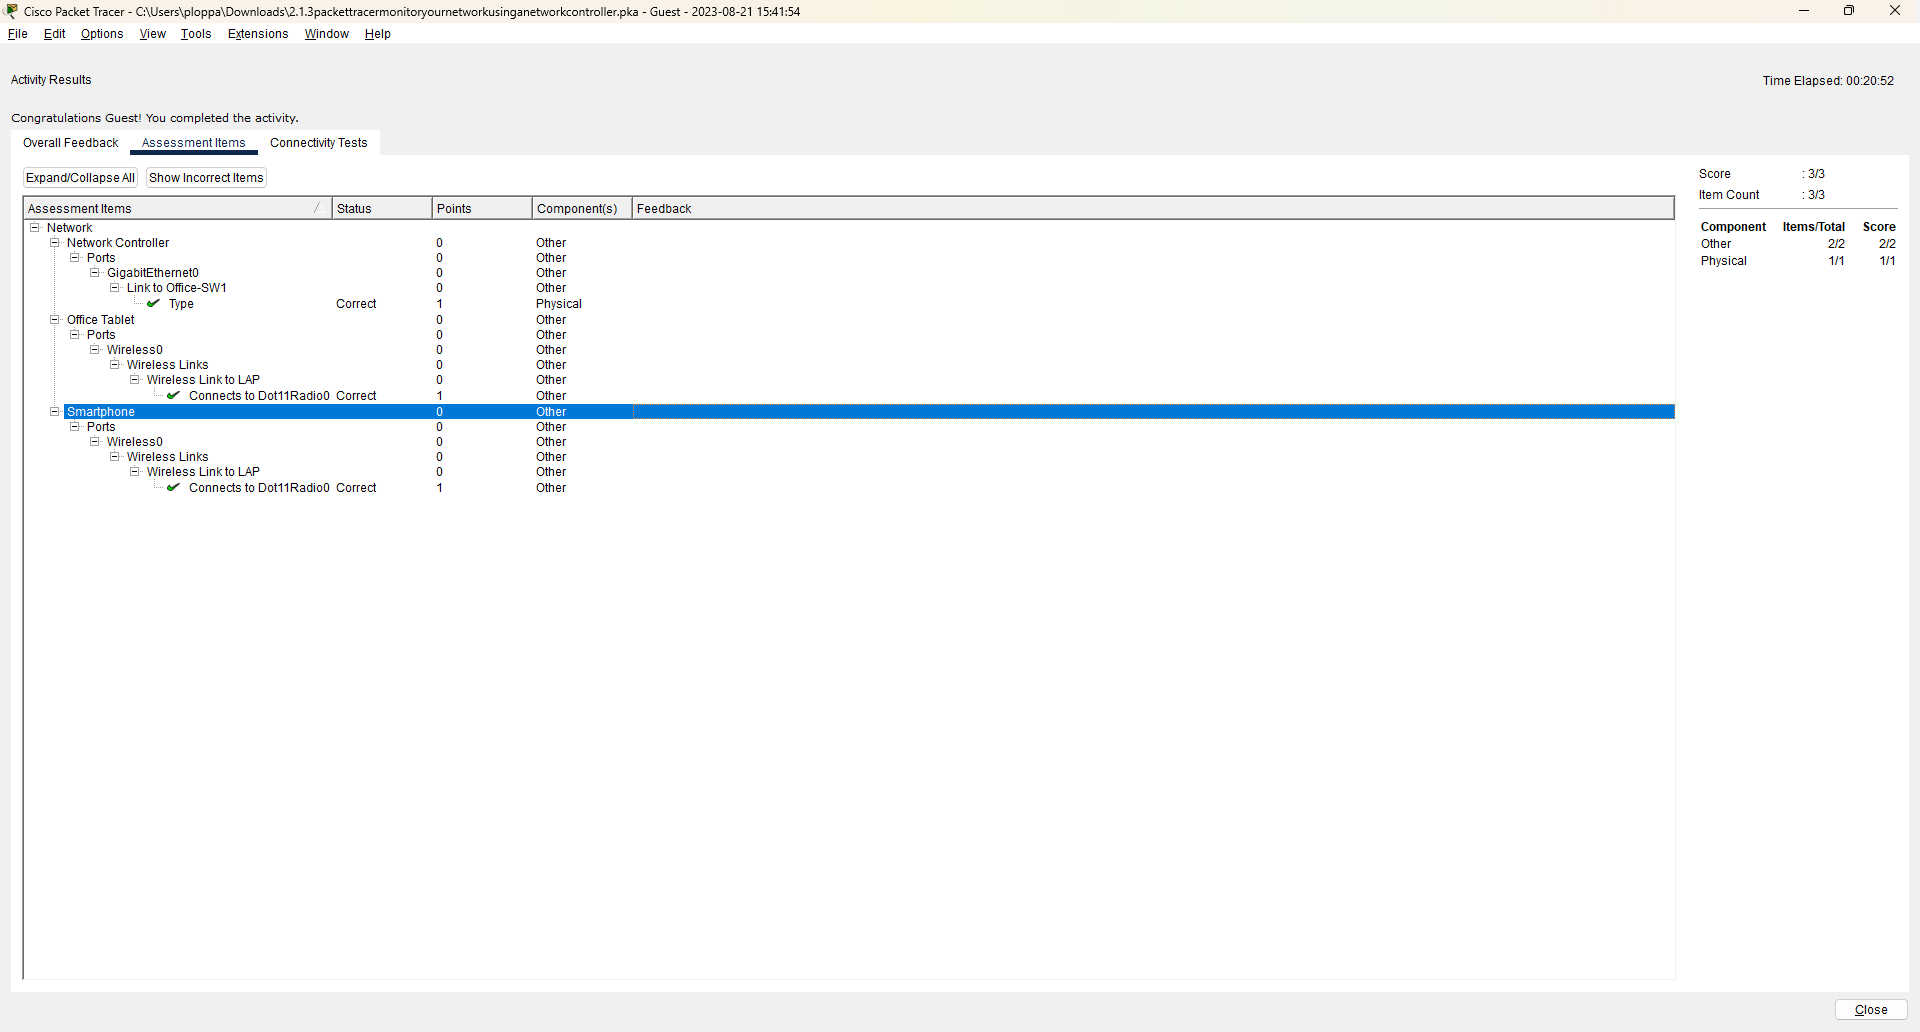 Cisco Packet Tracer - C:\Users\ploppa\Downloads\2.1.3packettracermonitoryournetworkusinganetworkcontroller.pka - Guest - 2023-08-21 15:41:54
File Edit Options View Tools Extensions Window Help
Activity Results
Time Elapsed: 00:20:52
Congratulations Guest! You completed the activity.
Overall Feedback Assessment Items Connectivity Tests
Expand/Collapse All Show Incorrect Items
Assessment Items Status Points Component(s) Feedback
Network
Network Controller 0 Other
Ports 0 Other
GigabitEthernet0 0 Other
Link to Office-SW1 0 Other
Type Correct 1 Physical
Office Tablet 0 Other
Ports 0 Other
Wireless0 0 Other
Wireless Links 0 Other
Wireless Link to LAP 0 Other
Connects to Dot11Radio0 Correct 1 Other
Smartphone 0 Other
Ports 0 Other
Wireless0 0 Other
Wireless Links 0 Other
Wireless Link to LAP 0 Other
Connects to Dot11Radio0 Correct 1 Other
Score : 3/3
Item Count : 3/3
Component Items/Total Score
Other 2/2 2/2
Physical 1/1 1/1
Close